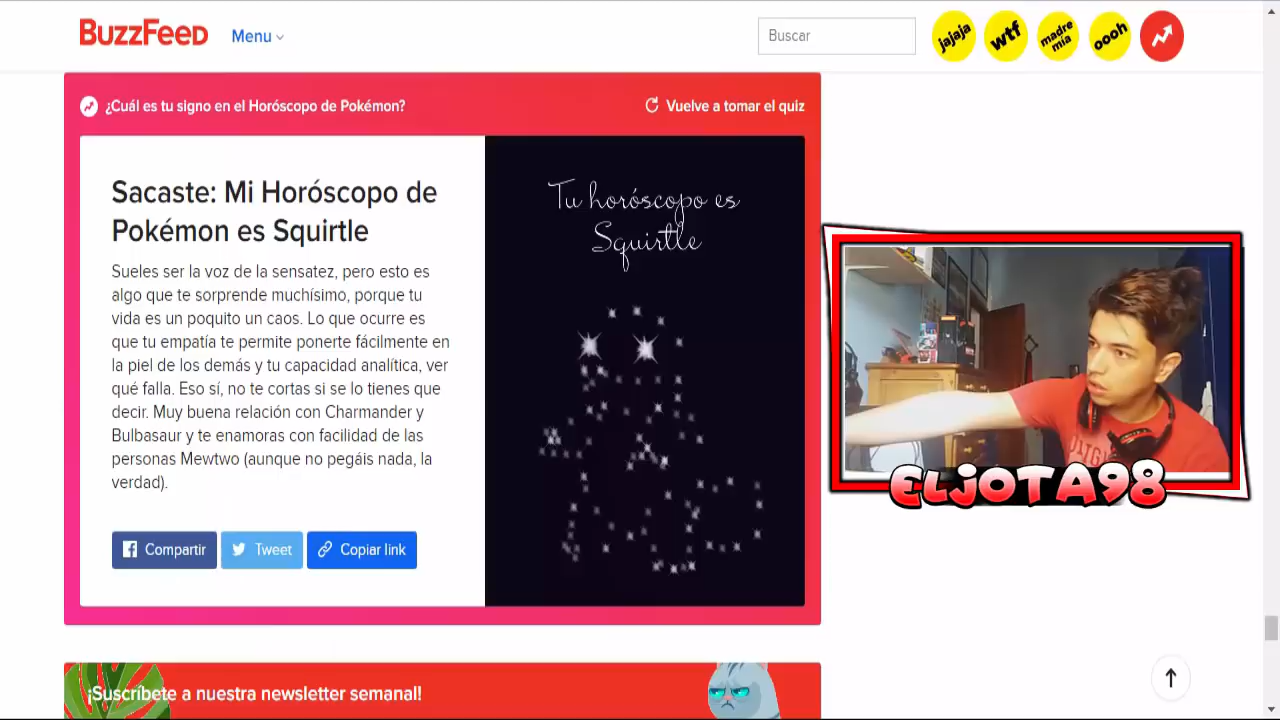 BuzzFeed
Menu
Buscar
jajaja
wtf
madre
mia
oooh
¿Cuál es tu signo en el Horóscopo de Pokémon?
Vuelve a tomar el quiz
Sacaste: Mi Horóscopo de
Pokémon es Squirtle
Sueles ser la voz de la sensatez, pero esto es
algo que te sorprende muchísimo, porque tu
vida es un poquito un caos. Lo que ocurre es
que tu empatía te permite ponerte fácilmente en
la piel de los demás y tu capacidad analítica, ver
qué falla. Eso sí, no te cortas si se lo tienes que
decir. Muy buena relación con Charmander y
Bulbasaur y te enamoras con facilidad de las
personas Mewtwo (aunque no pegáis nada, la
verdad).
Compartir
Tweet
Copiar link
Tu horóscopo es
Squirtle
ELJOTA98
¡Suscríbete a nuestra newsletter semanal!